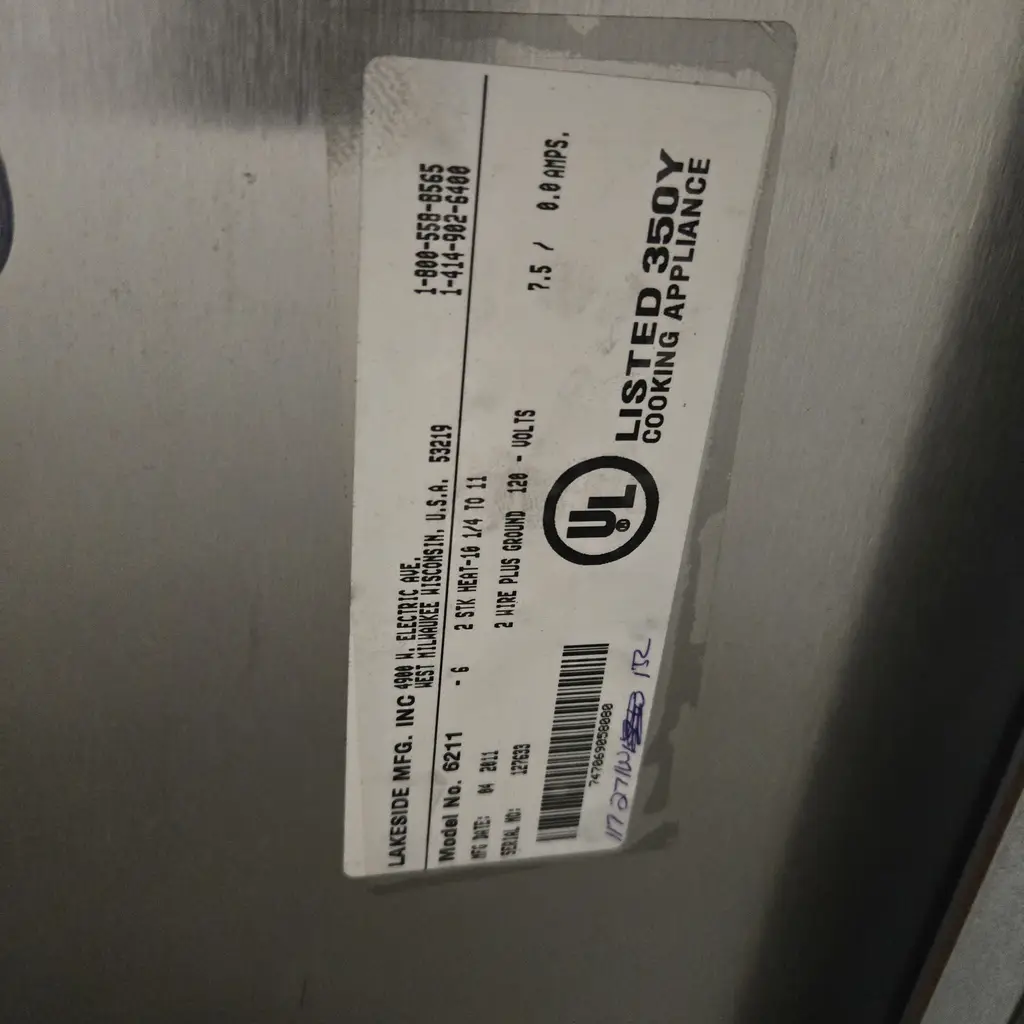 LAKESIDE MFG. INC 4900 W. ELECTRIC AVE. 1-800-558-8565
WEST MILWAUKEE WISCONSIN, U.S.A. 53219 1-414-902-6400
Model No. 6211 - 6 2 STK HEAT-16 1/4 TO 11
MFG DATE: 04 2011
SERIAL NO: 127633 2 WIRE PLUS GROUND 120 - VOLTS 7.5 / 0.0 AMPS.
747069058080
UL ®
LISTED 350Y
COOKING APPLIANCE
152